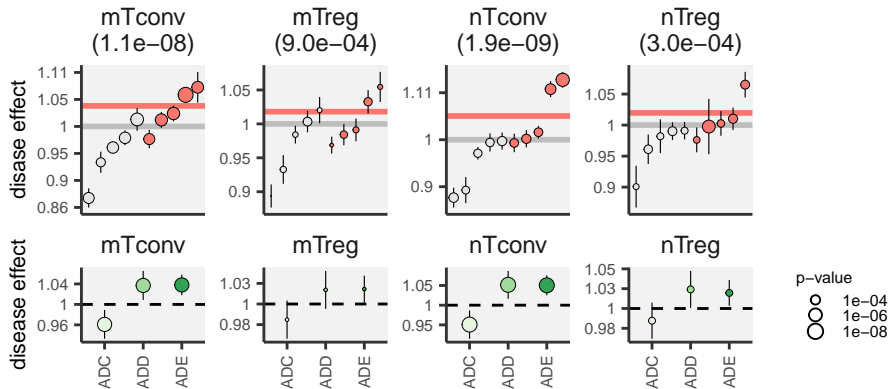 mTconv
(1.1e−08)
mTreg
(9.0e−04)
nTconv
(1.9e−09)
nTreg
(3.0e−04)
disase effect
1.11
1.05
1
0.95
0.9
0.86
1.05
1
0.95
0.9
1.11
1
0.9
1.05
1
0.95
0.9
mTconv
mTreg
nTconv
nTreg
disease effect
1.04
1
0.96
1.03
1
0.98
1.05
1
0.95
1.05
1.03
1
0.98
ADC
ADD
ADE
ADC
ADD
ADE
ADC
ADD
ADE
ADC
ADD
ADE
p−value
1e−04
1e−06
1e−08